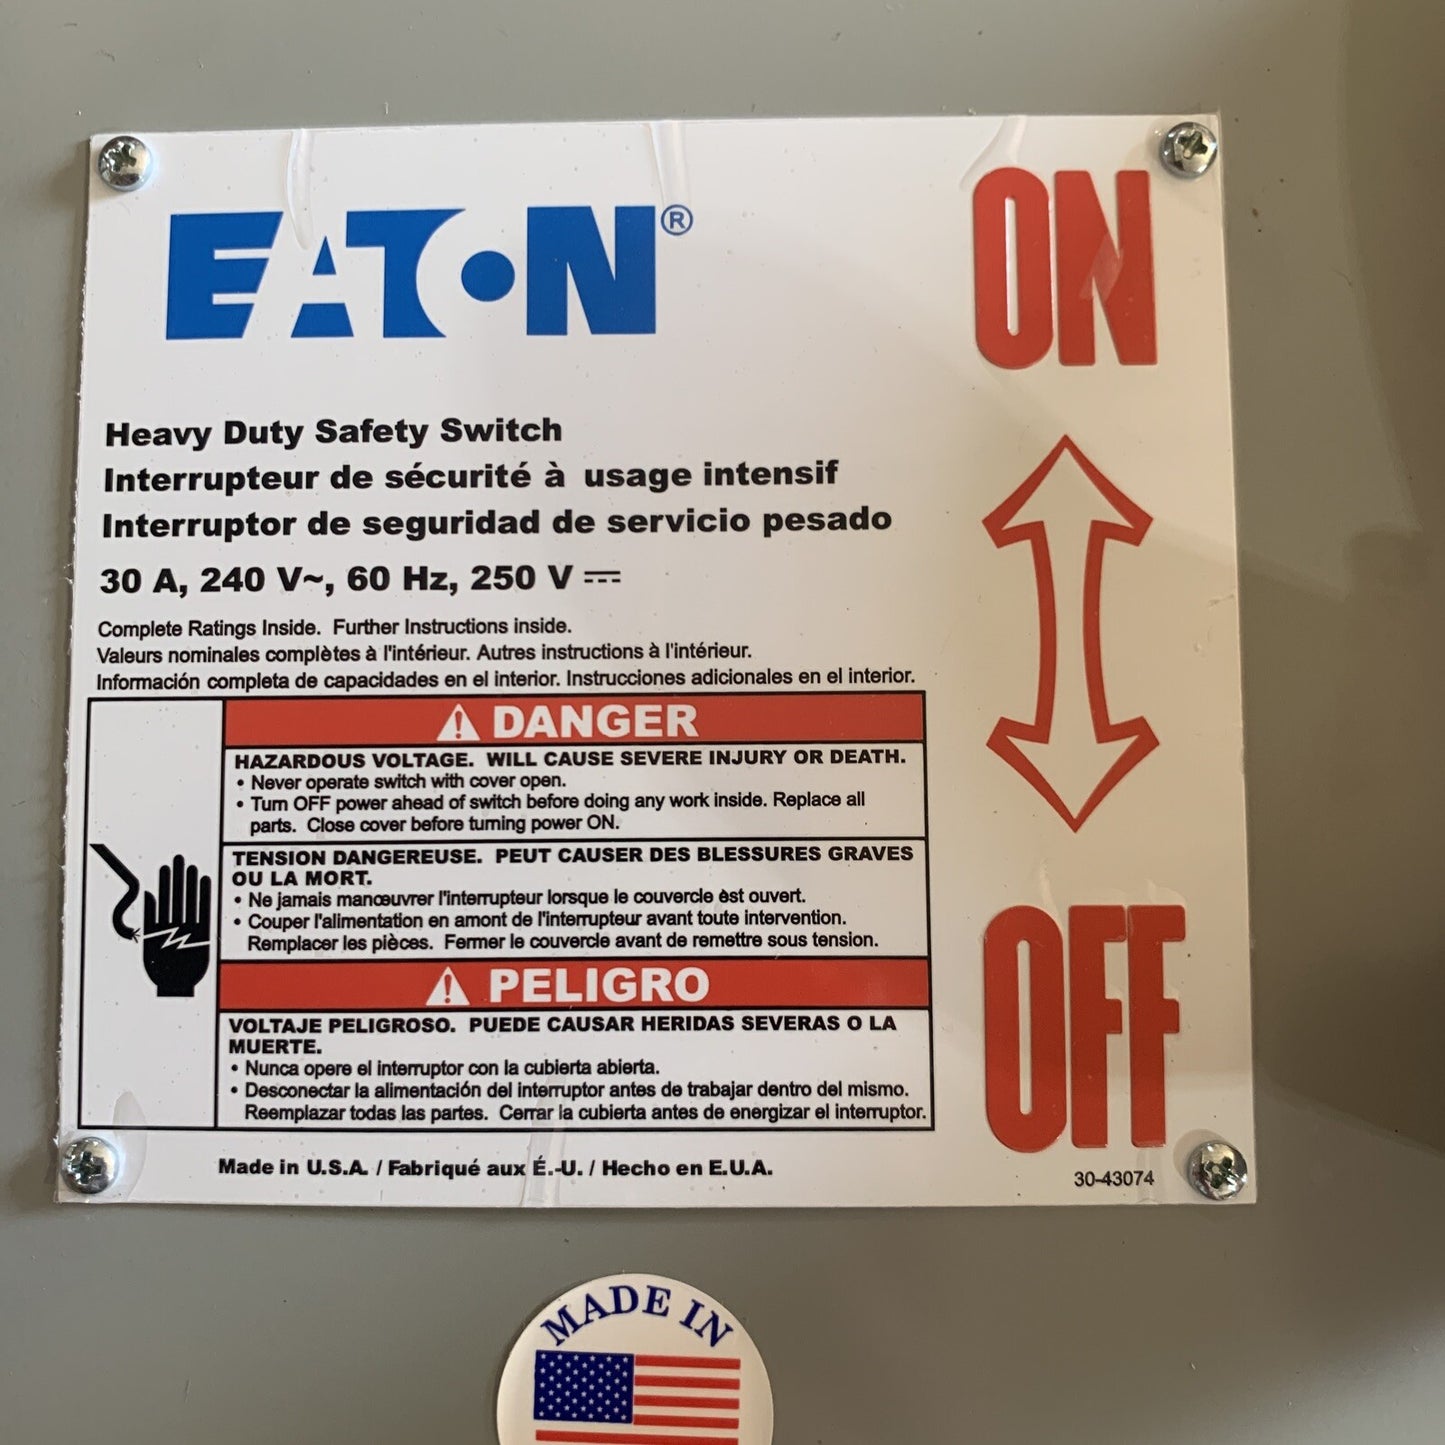 EATON®
ON
Heavy Duty Safety Switch
Interrupteur de sécurité à usage intensif
Interruptor de seguridad de servicio pesado
30 A, 240 V~, 60 Hz, 250 V ⎓
Complete Ratings Inside. Further Instructions inside.
Valeurs nominales complètes à l'intérieur. Autres instructions à l'intérieur.
Información completa de capacidades en el interior. Instrucciones adicionales en el interior.
⚠ DANGER
HAZARDOUS VOLTAGE. WILL CAUSE SEVERE INJURY OR DEATH.
• Never operate switch with cover open.
• Turn OFF power ahead of switch before doing any work inside. Replace all
parts. Close cover before turning power ON.
TENSION DANGEREUSE. PEUT CAUSER DES BLESSURES GRAVES
OU LA MORT.
• Ne jamais manœuvrer l'interrupteur lorsque le couvercle èst ouvert.
• Couper l'alimentation en amont de l'interrupteur avant toute intervention.
Remplacer les pièces. Fermer le couvercle avant de remettre sous tension.
⚠ PELIGRO
VOLTAJE PELIGROSO. PUEDE CAUSAR HERIDAS SEVERAS O LA
MUERTE.
• Nunca opere el interruptor con la cubierta abierta.
• Desconectar la alimentación del interruptor antes de trabajar dentro del mismo.
Reemplazar todas las partes. Cerrar la cubierta antes de energizar el interruptor.
OFF
Made in U.S.A. / Fabriqué aux É.-U. / Hecho en E.U.A.
30-43074
MADE IN